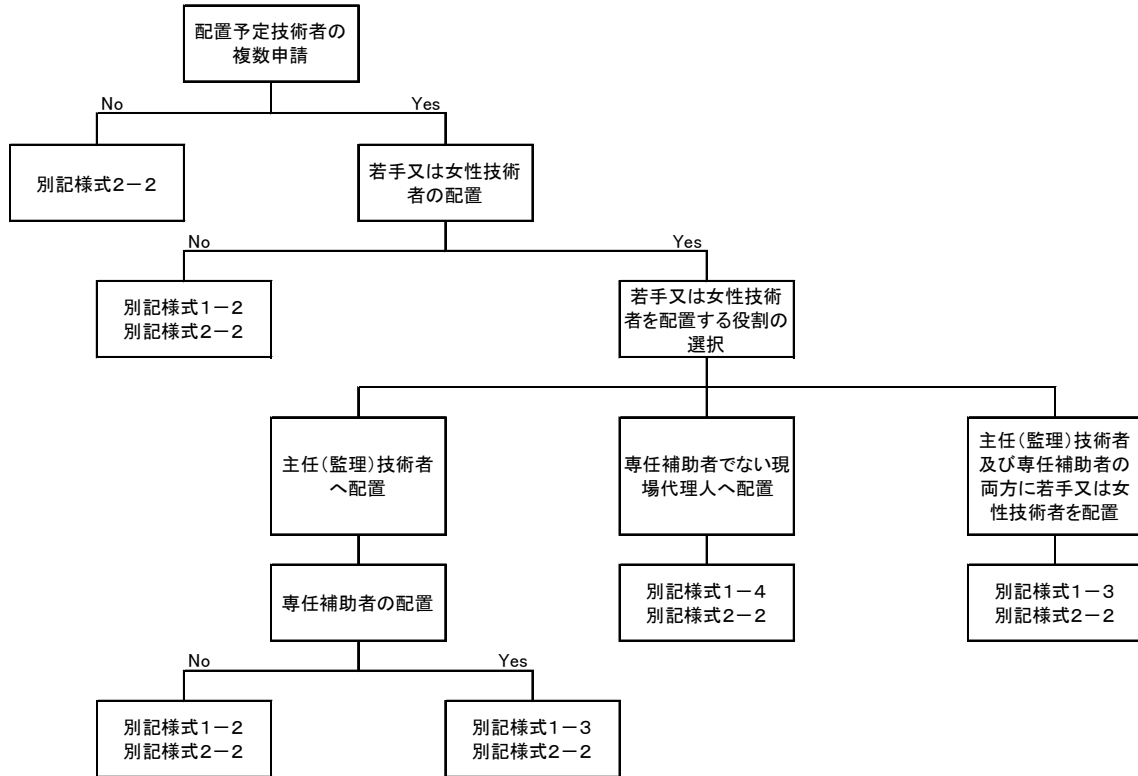 配置予定技術者の
複数申請
No
Yes
別記様式2－2
若手又は女性技術
者の配置
No
Yes
別記様式1－2
別記様式2－2
若手又は女性技術
者を配置する役割の
選択
主任(監理)技術者
へ配置
専任補助者でない現
場代理人へ配置
主任(監理)技術者
及び専任補助者の
両方に若手又は女
性技術者を配置
専任補助者の配置
別記様式1－4
別記様式2－2
別記様式1－3
別記様式2－2
No
Yes
別記様式1－2
別記様式2－2
別記様式1－3
別記様式2－2